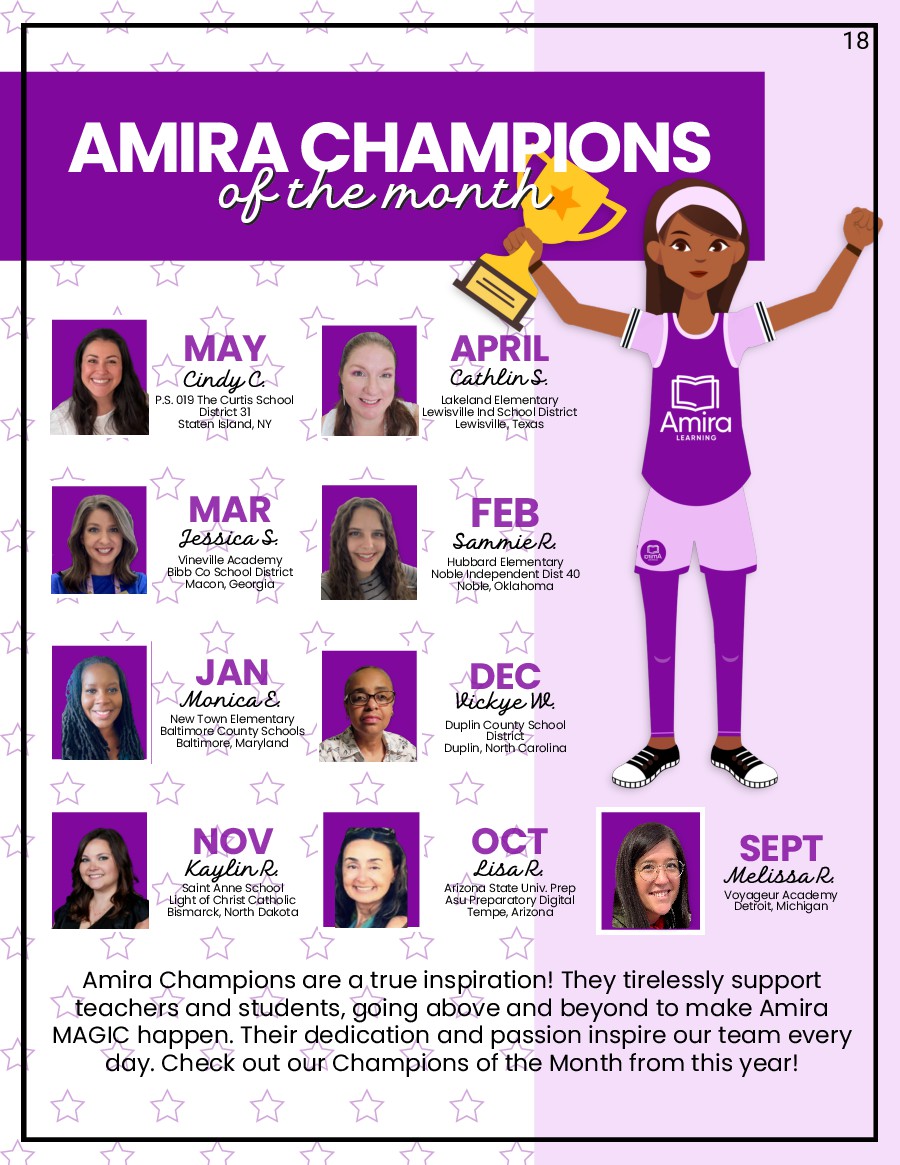 18
AMIRA CHAMPIONS
of the month
MAY
Cindy C.
P.S. 019 The Curtis School
District 31
Staten Island, NY
APRIL
Cathlin S.
Lakeland Elementary
Lewisville Ind School District
Lewisville, Texas
Amira
LEARNING
MAR
Jessica S.
Vineville Academy
Bibb Co School District
Macon, Georgia
FEB
Sammie R.
Hubbard Elementary
Noble Independent Dist 40
Noble, Oklahoma
JAN
Monica E.
New Town Elementary
Baltimore County Schools
Baltimore, Maryland
DEC
Vickye W.
Duplin County School
District
Duplin, North Carolina
NOV
Kaylin R.
Saint Anne School
Light of Christ Catholic
Bismarck, North Dakota
OCT
Lisa R.
Arizona State Univ. Prep
Asu Preparatory Digital
Tempe, Arizona
SEPT
Melissa R.
Voyageur Academy
Detroit, Michigan
Amira Champions are a true inspiration! They tirelessly support
teachers and students, going above and beyond to make Amira
MAGIC happen. Their dedication and passion inspire our team every
day. Check out our Champions of the Month from this year!